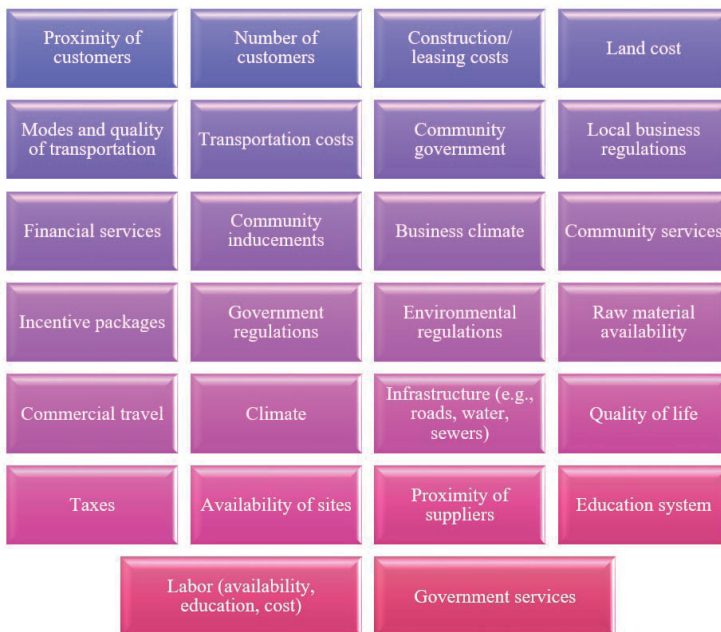 Proximity of
customers
Number of
customers
Construction/
leasing costs
Land cost
Modes and quality
of transportation
Transportation costs
Community
government
Local business
regulations
Financial services
Community
inducements
Business climate
Community services
Incentive packages
Government
regulations
Environmental
regulations
Raw material
availability
Commercial travel
Climate
Infrastructure (e.g.,
roads, water,
sewers)
Quality of life
Taxes
Availability of sites
Proximity of
suppliers
Education system
Labor (availability,
education, cost)
Government services